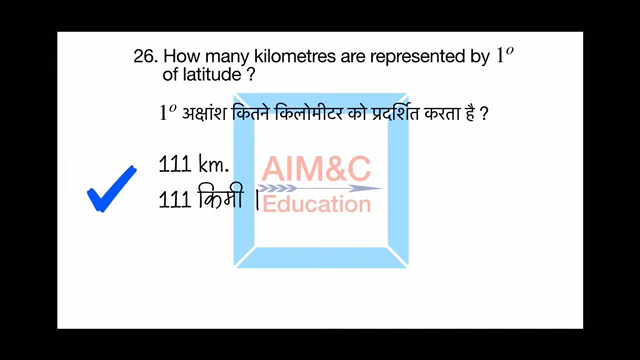 26. How many kilometres are represented by 1°
of latitude ?
1° अक्षांश कितने किलोमीटर को प्रदर्शित करता है ?
111 km.
111 किमी |
AIM&C
Education